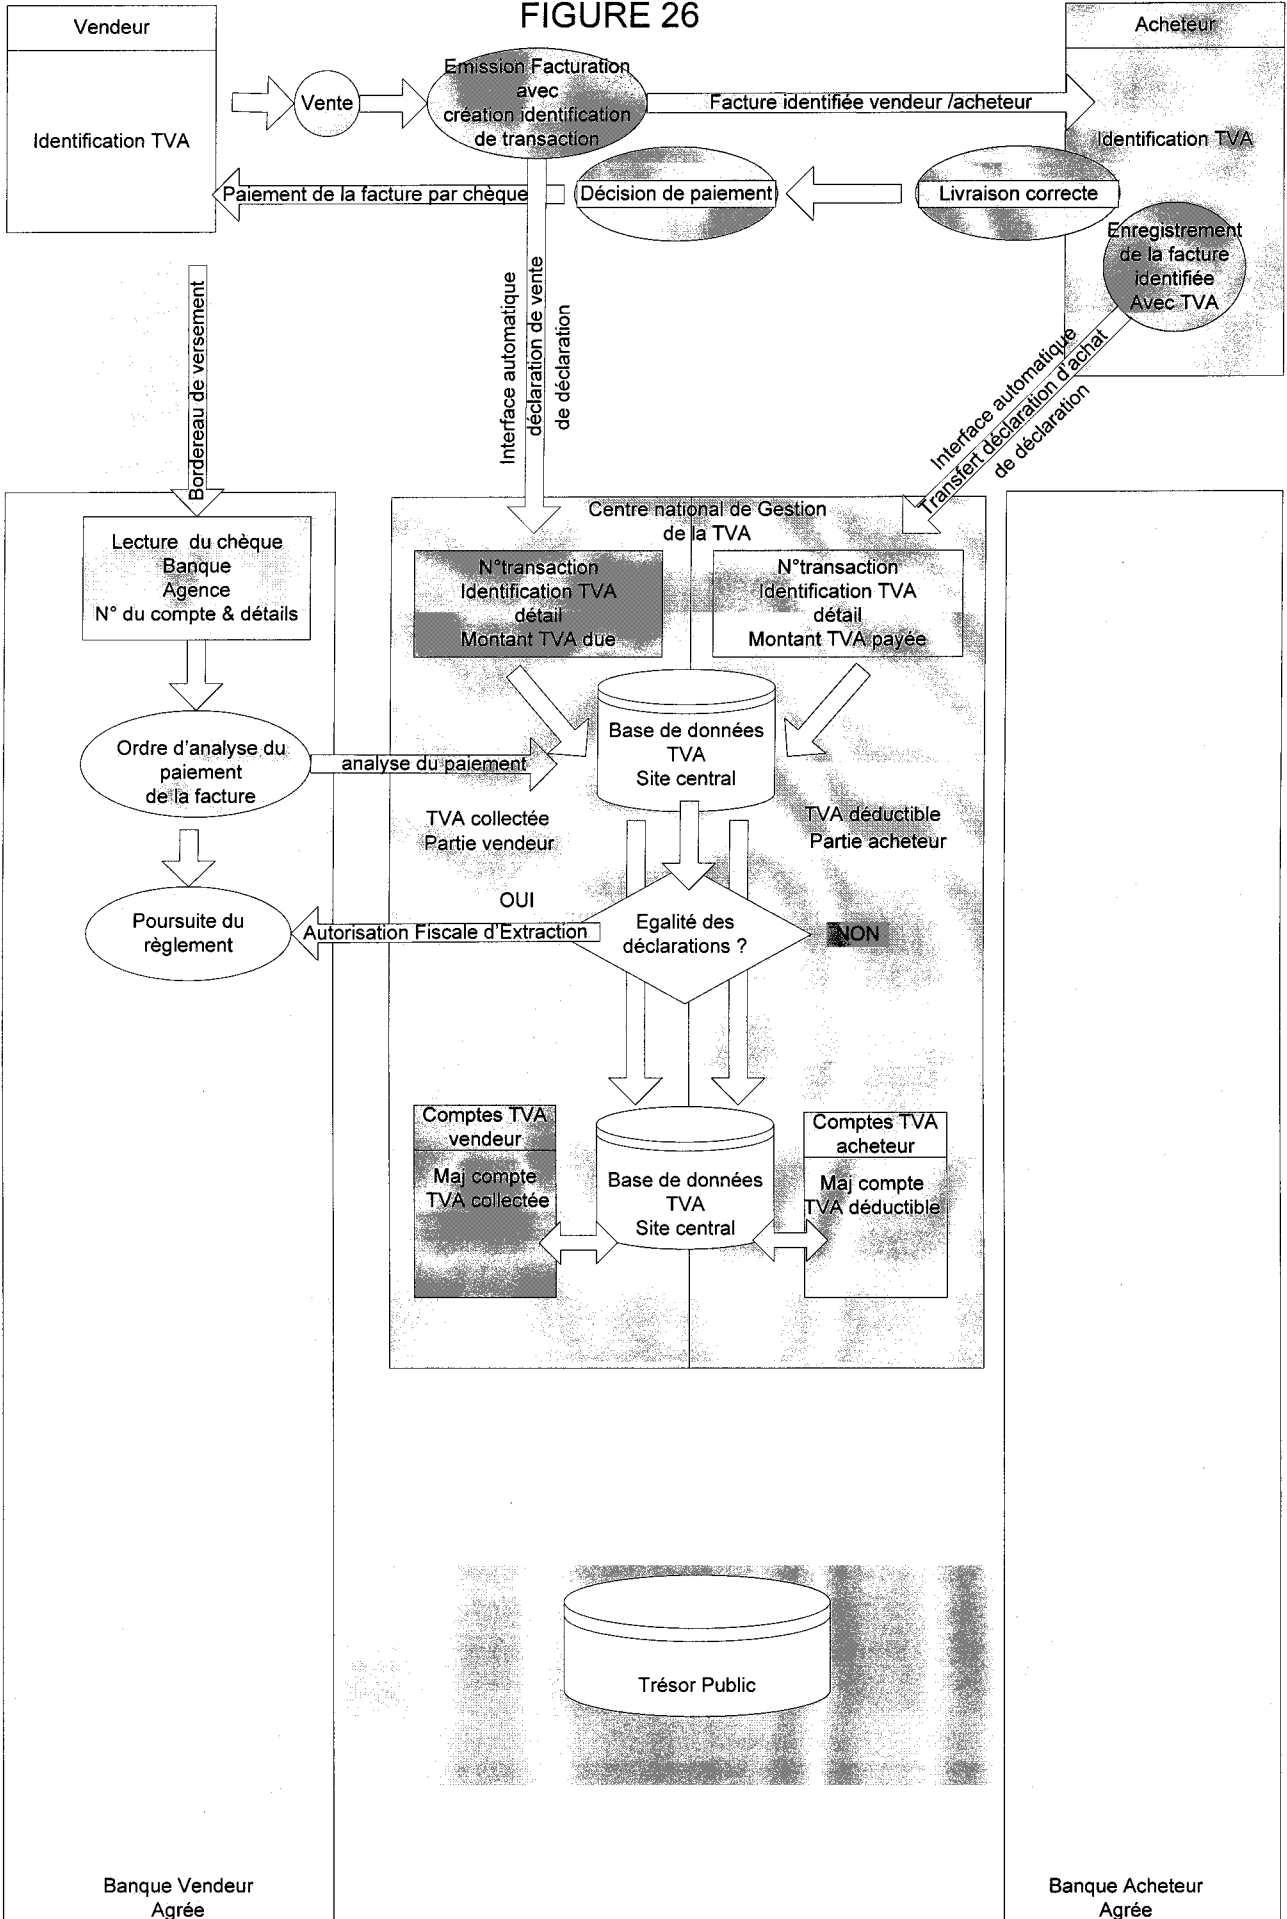 FIGURE 26
Vendeur
Identification TVA
Vente
Emission Facturation
avec
création identification
de transaction
Facture identifiée vendeur /acheteur
Acheteur
Identification TVA
Paiement de la facture par chèque
Décision de paiement
Livraison correcte
Enregistrement
de la facture
identifiée
Avec TVA
Bordereau de versement
Interface automatique
déclaration de vente
de déclaration
Interface automatique
Transfert déclaration d'achat
de déclaration
Lecture du chèque
Banque
Agence
N° du compte & détails
Centre national de Gestion
de la TVA
N°transaction
Identification TVA
détail
Montant TVA due
N°transaction
Identification TVA
détail
Montant TVA payée
Ordre d'analyse du
paiement
de la facture
analyse du paiement
Base de données
TVA
Site central
TVA collectée
Partie vendeur
TVA déductible
Partie acheteur
OUI
Poursuite du
règlement
Autorisation Fiscale d'Extraction
Egalité des
déclarations ?
NON
Comptes TVA
vendeur
Maj compte
TVA collectée
Base de données
TVA
Site central
Comptes TVA
acheteur
Maj compte
TVA déductible
Trésor Public
Banque Vendeur
Agrée
Banque Acheteur
Agrée